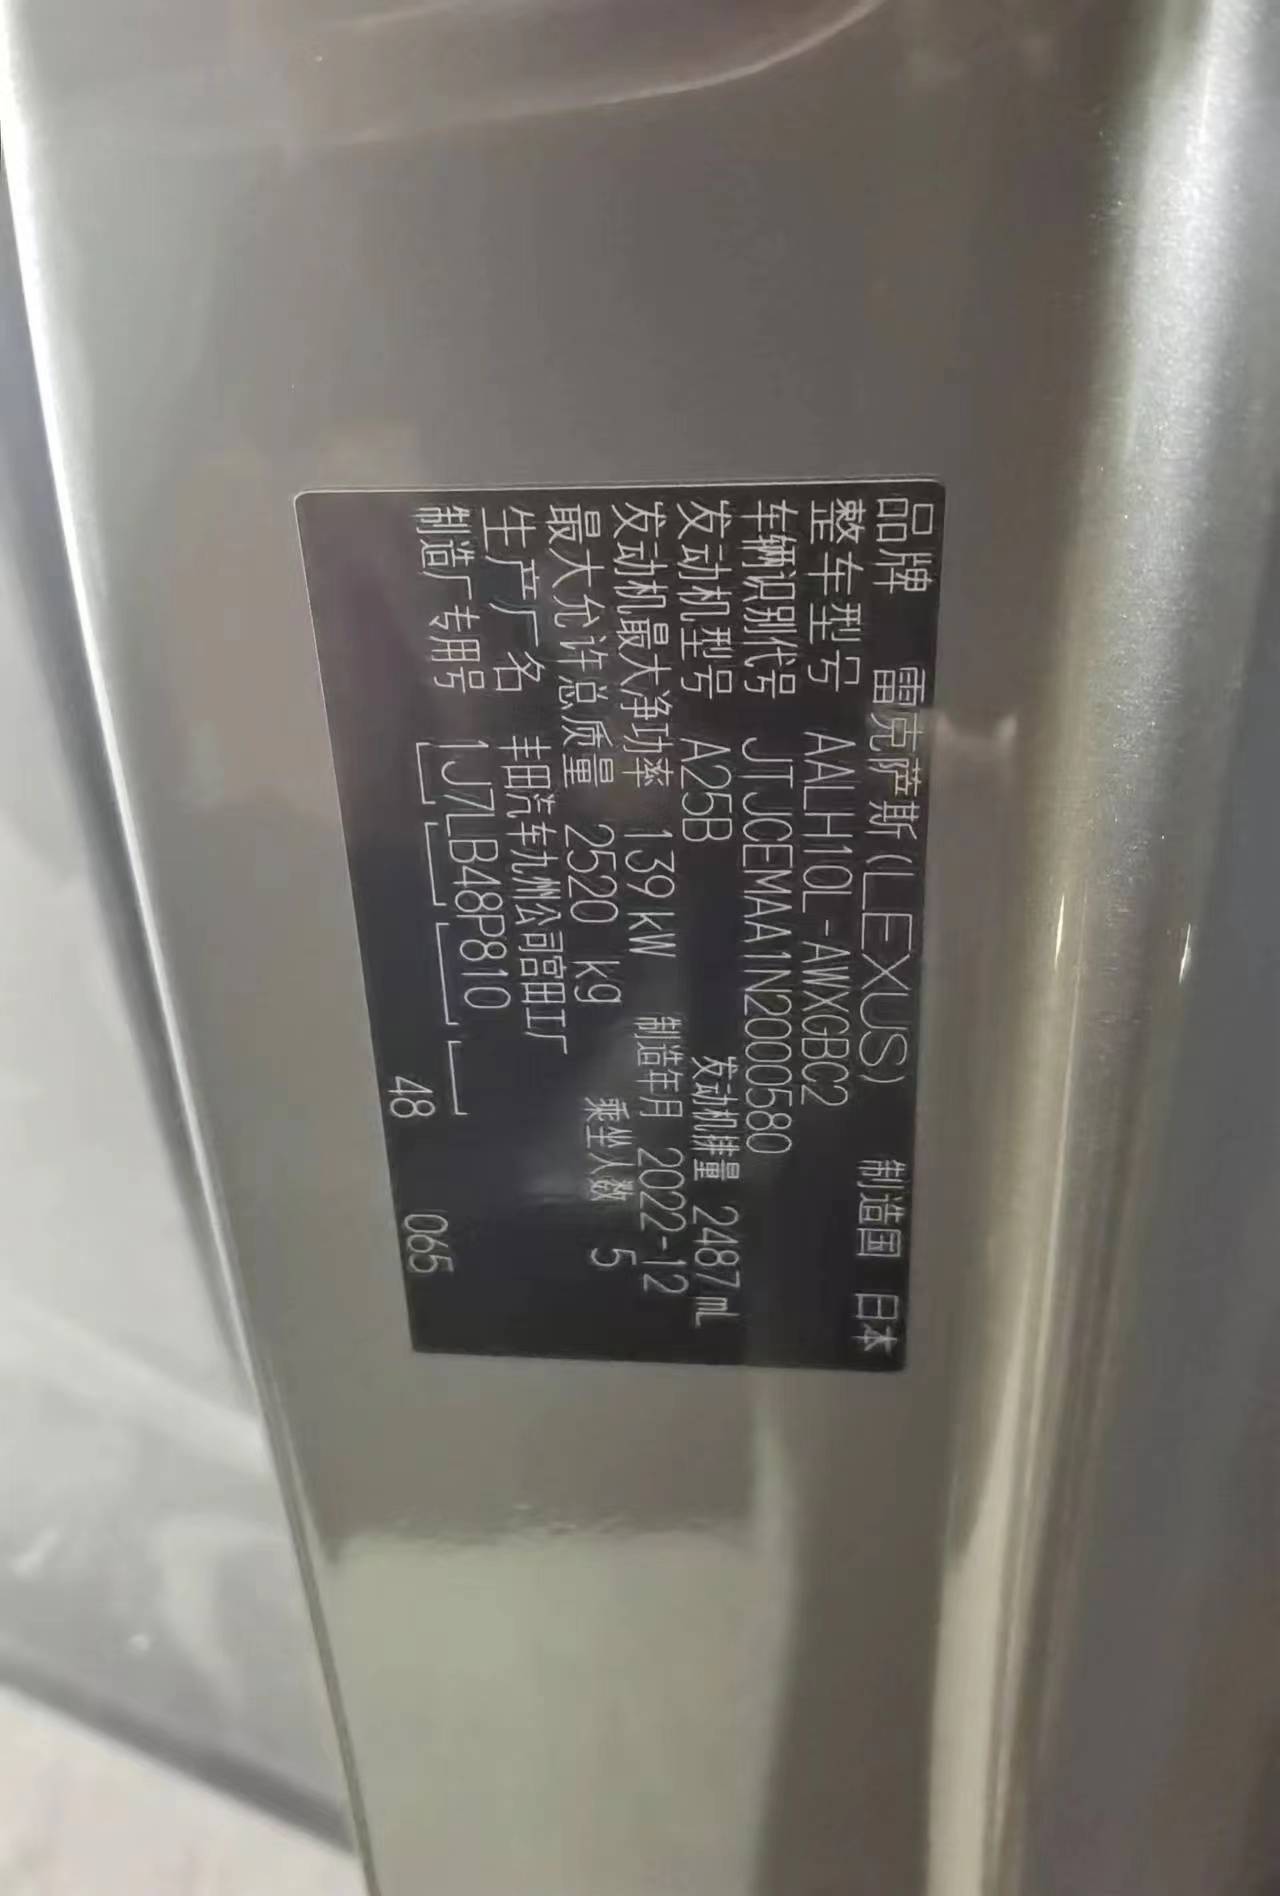 品牌 雷克萨斯(LEXUS) 制造国 日本
整车型号 AALH10L-AWXGBC2
车辆识别代号 JTJCEMAA1N2000580
发动机型号 A25B 发动机排量 2487mL
发动机最大净功率 139kW 制造年月 2022-12
最大允许总质量 2520 kg 乘坐人数 5
生产厂名 丰田汽车九州公司宫田工厂
制造厂专用号 1J7LB48P810
48 065